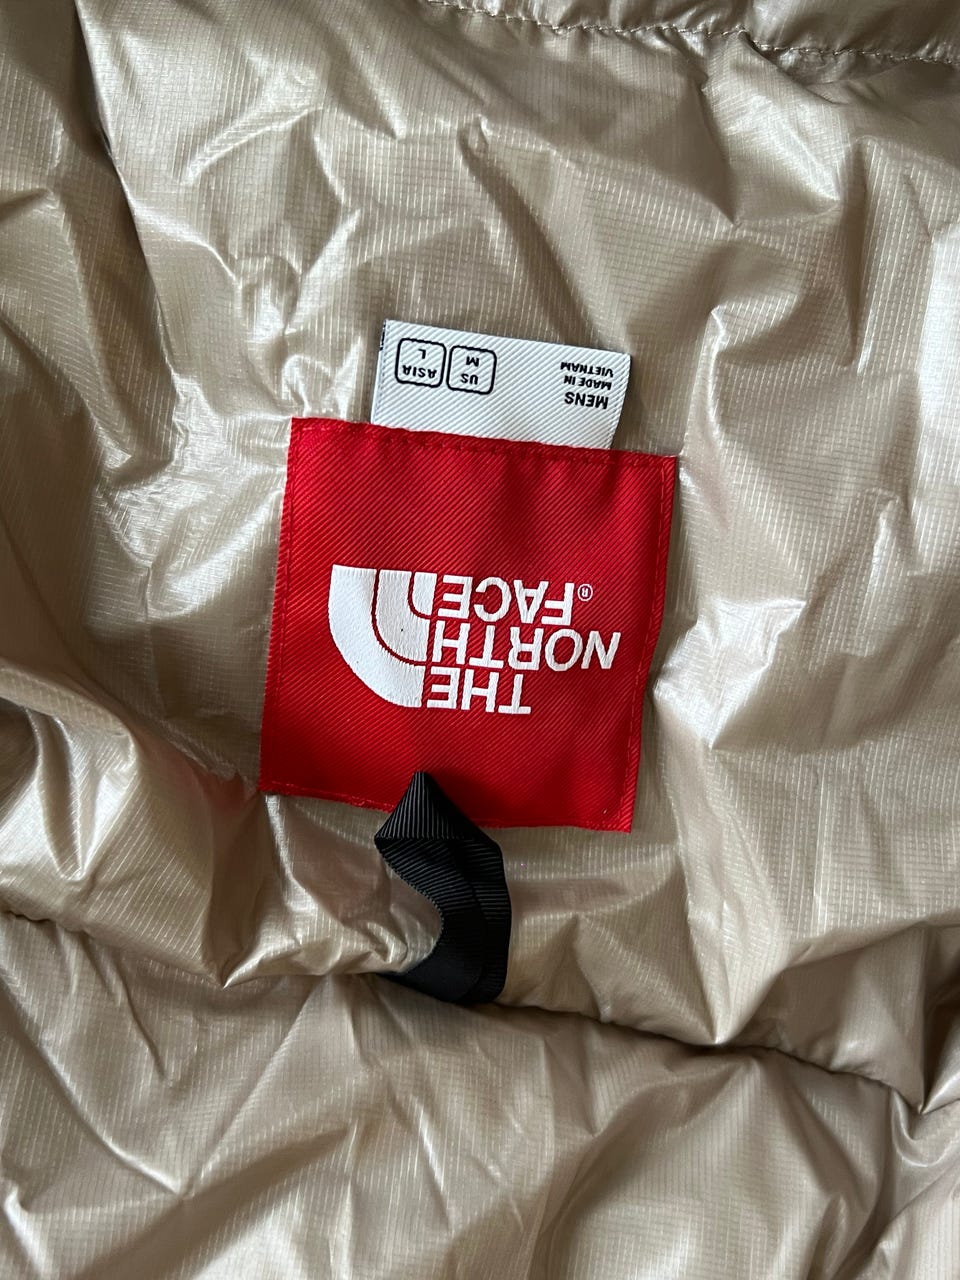 THE
NORTH
FACE®
MENS
MADE IN
VIETNAM
US
M
ASIA
L